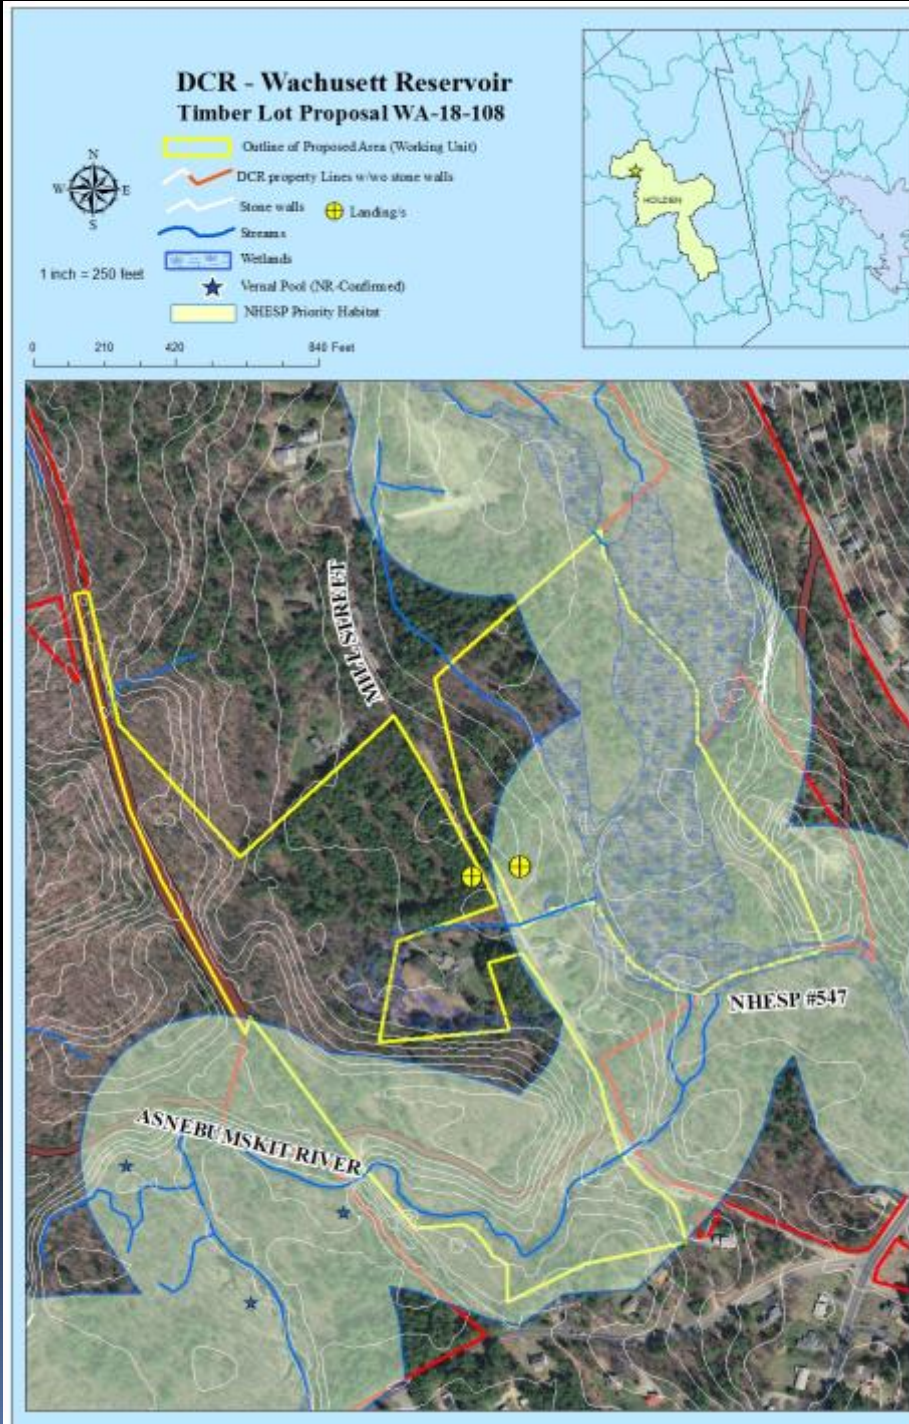 DCR - Wachusett Reservoir
Timber Lot Proposal WA-18-108
N
W
E
S
1 inch = 250 feet
Outline of Proposed Area (Working Unit)
DCR property Lines w/wo stone walls
Stone walls
Landing/s
Streams
Wetlands
Vernal Pool (NR-Confirmed)
NHESP Priority Habitat
0 210 420 840 Feet
HOLDEN
MILL STREET
NHESP #547
ASNEBUMSKIT RIVER